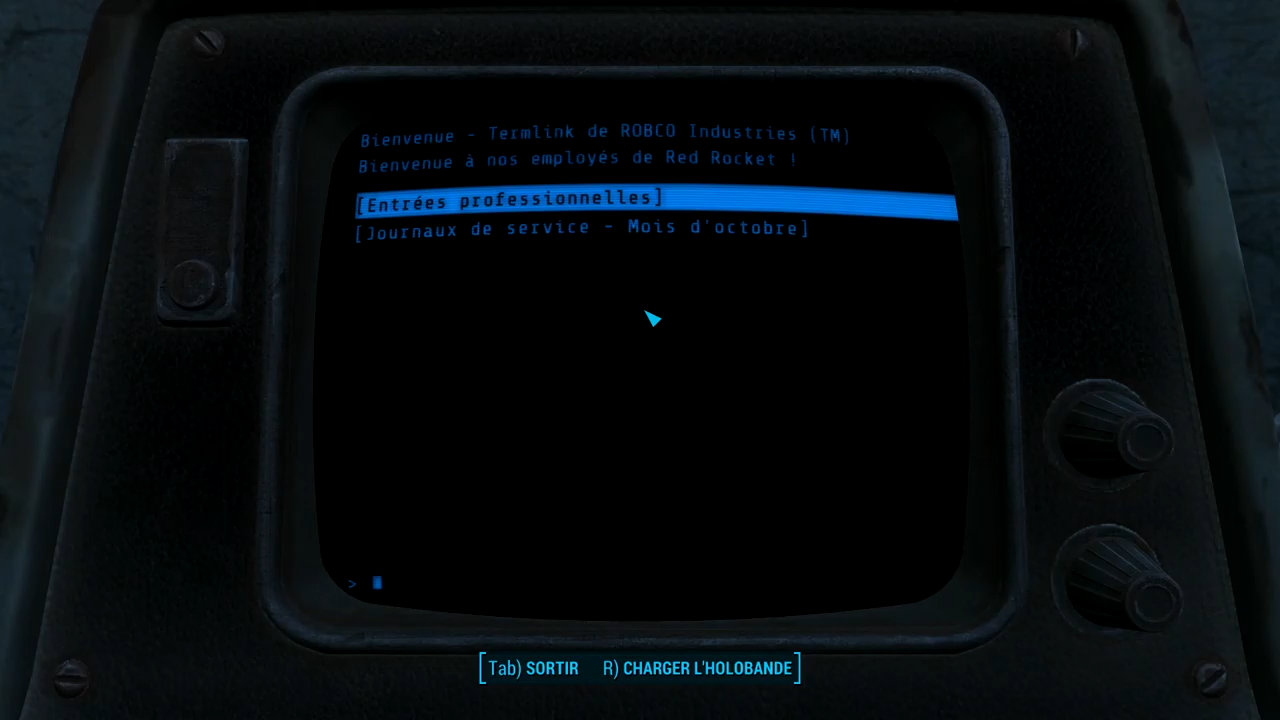 Bienvenue - Termlink de ROBCO Industries (TM)
Bienvenue à nos employés de Red Rocket !
[Entrées professionnelles]
[Journaux de service - Mois d'octobre]
>
Tab) SORTIR R) CHARGER L'HOLOBANDE